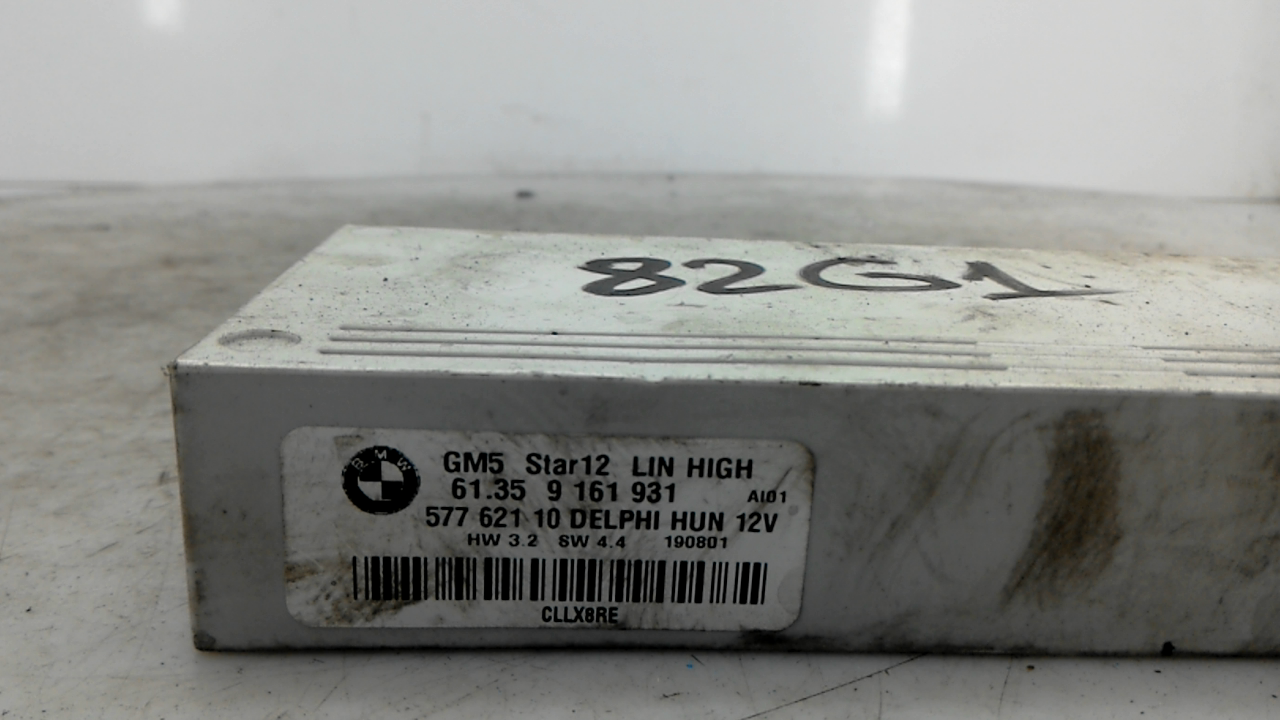 82G1
BMW
GM5 Star12 LIN HIGH
61.35 9 161 931 AI01
577 621 10 DELPHI HUN 12V
HW 3.2 SW 4.4 190801
CLLX8RE